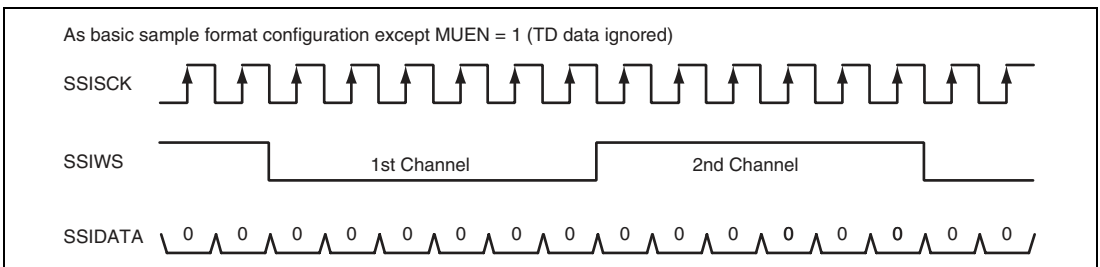 As basic sample format configuration except MUEN = 1 (TD data ignored)
SSISCK
SSIWS 1st Channel 2nd Channel
SSIDATA 0 0 0 0 0 0 0 0 0 0 0 0 0 0 0 0